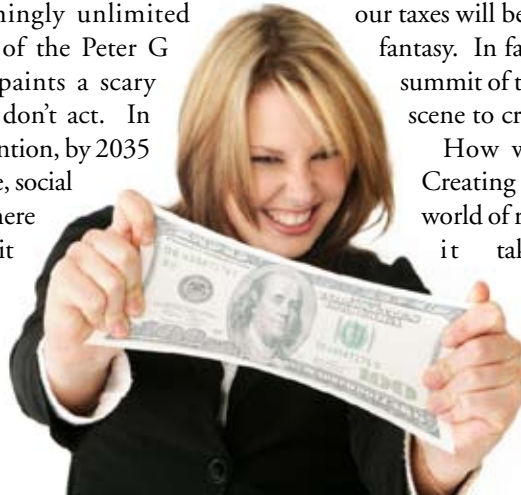 ningly unlimited
of the Peter G
paints a scary
don't act. In
ntion, by 2035
e, social
here
it
our taxes will be
fantasy. In fa
summit of t
scene to cr
How w
Creating
world of r
it tak